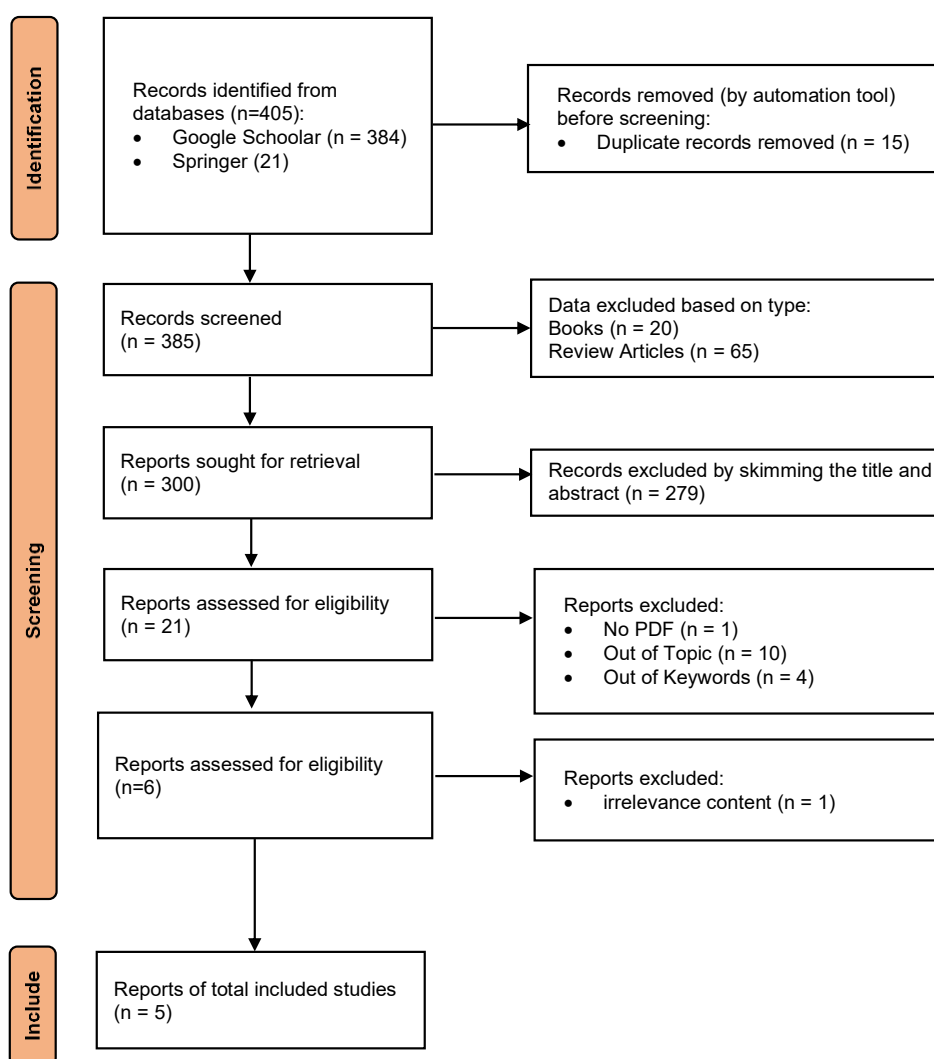 Identification
Records identified from
databases (n=405):
• Google Schoolar (n = 384)
• Springer (21)
Records removed (by automation tool)
before screening:
• Duplicate records removed (n = 15)
Screening
Records screened
(n = 385)
Data excluded based on type:
Books (n = 20)
Review Articles (n = 65)
Reports sought for retrieval
(n = 300)
Records excluded by skimming the title and
abstract (n = 279)
Reports assessed for eligibility
(n = 21)
Reports excluded:
• No PDF (n = 1)
• Out of Topic (n = 10)
• Out of Keywords (n = 4)
Reports assessed for eligibility
(n=6)
Reports excluded:
• irrelevance content (n = 1)
Include
Reports of total included studies
(n = 5)